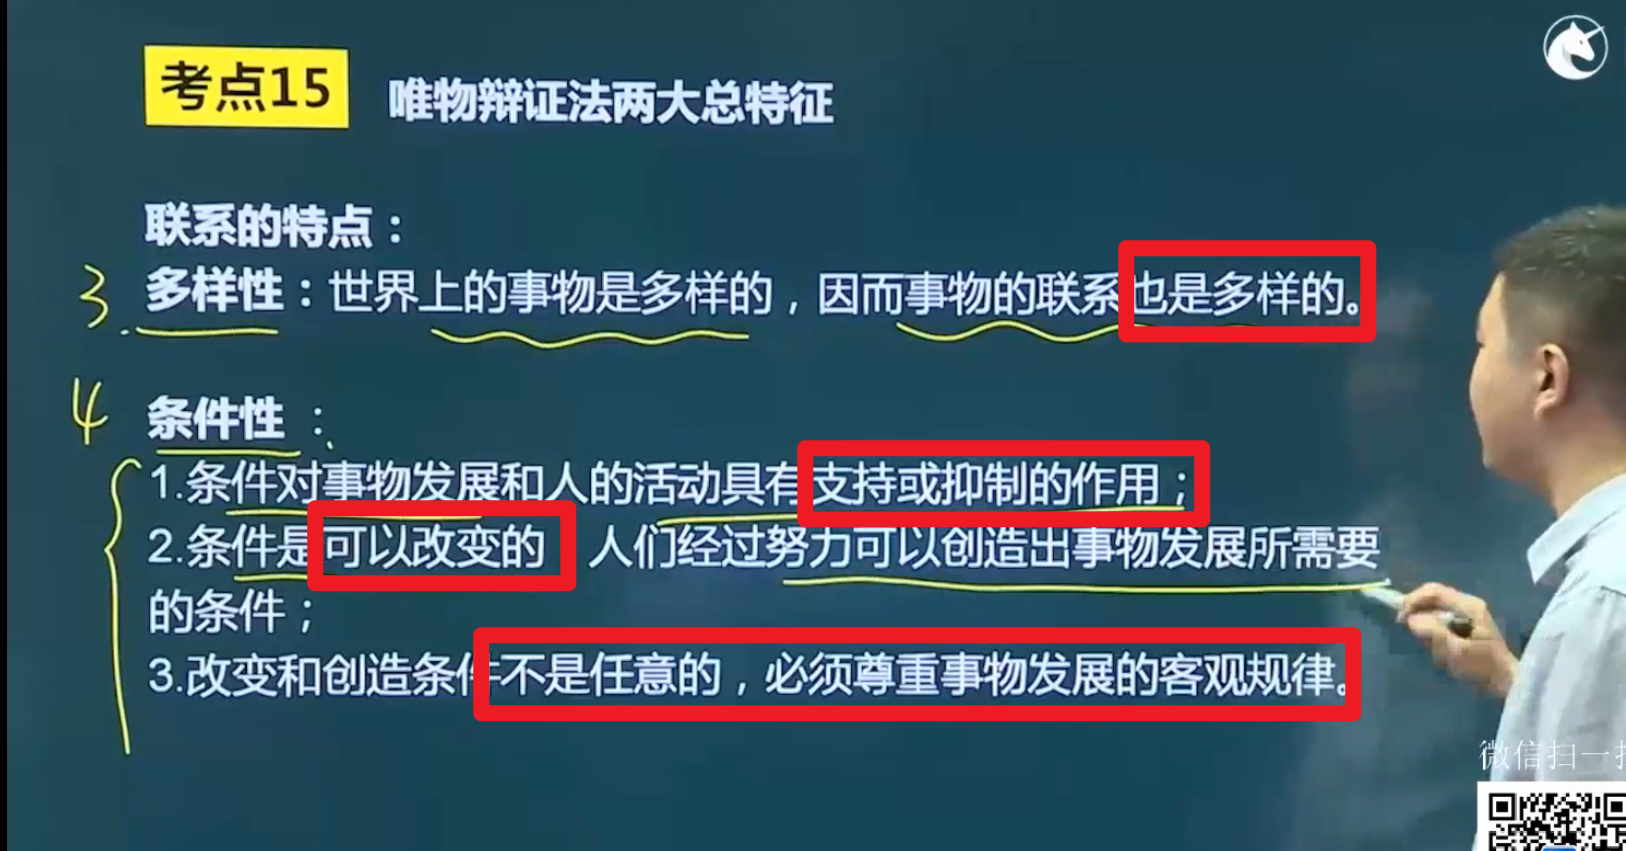 考点15
唯物辩证法两大总特征
联系的特点：
3 多样性：世界上的事物是多样的，因而事物的联系也是多样的。
4 条件性：
1.条件对事物发展和人的活动具有支持或抑制的作用；
2.条件是可以改变的 人们经过努力可以创造出事物发展所需要
的条件；
3.改变和创造条件不是任意的，必须尊重事物发展的客观规律。
微信扫一扫